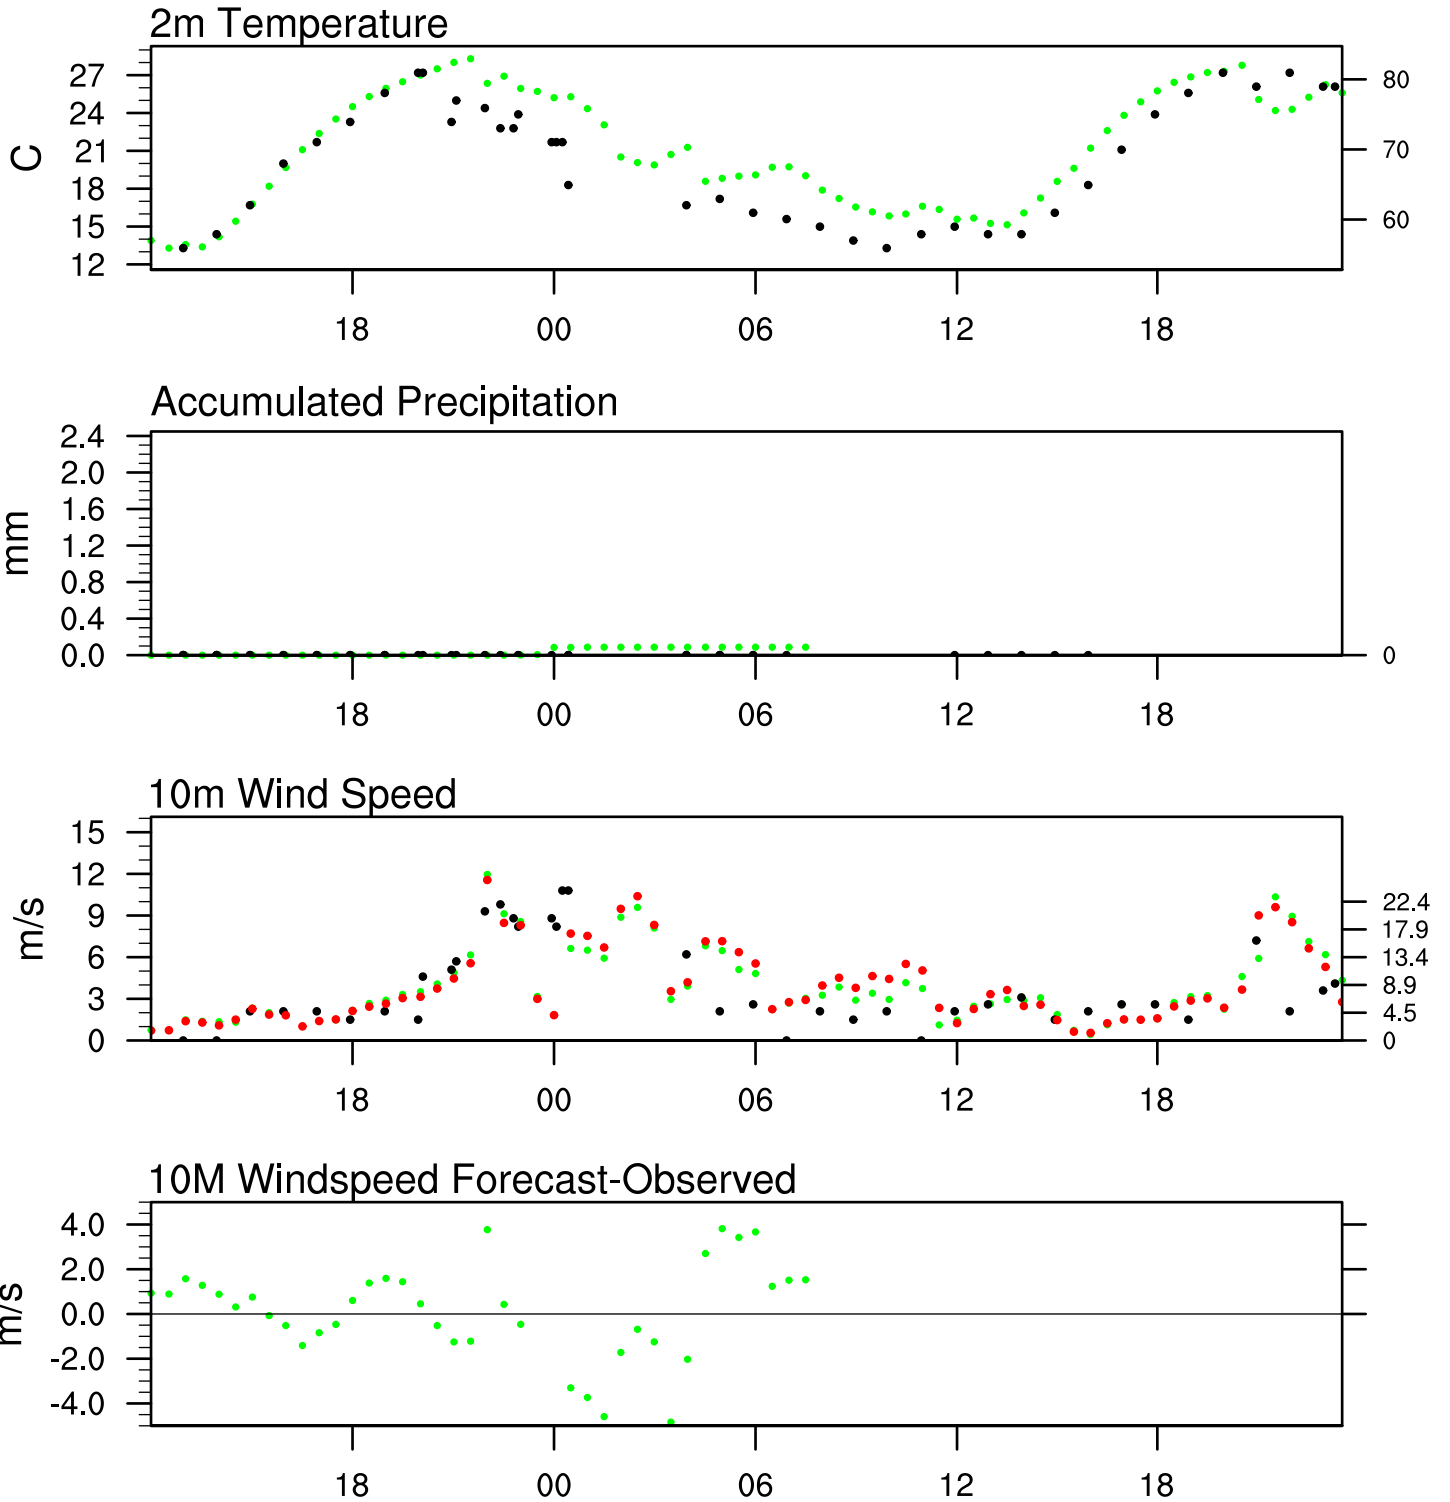 2m Temperature
27
24
21
18
15
12
C
80
70
60
18 00 06 12 18
Accumulated Precipitation
2.4
2.0
1.6
1.2
0.8
0.4
0.0
mm
0
18 00 06 12 18
10m Wind Speed
15
12
9
6
3
0
m/s
22.4
17.9
13.4
8.9
4.5
0
18 00 06 12 18
10M Windspeed Forecast-Observed
4.0
2.0
0.0
-2.0
-4.0
m/s
18 00 06 12 18